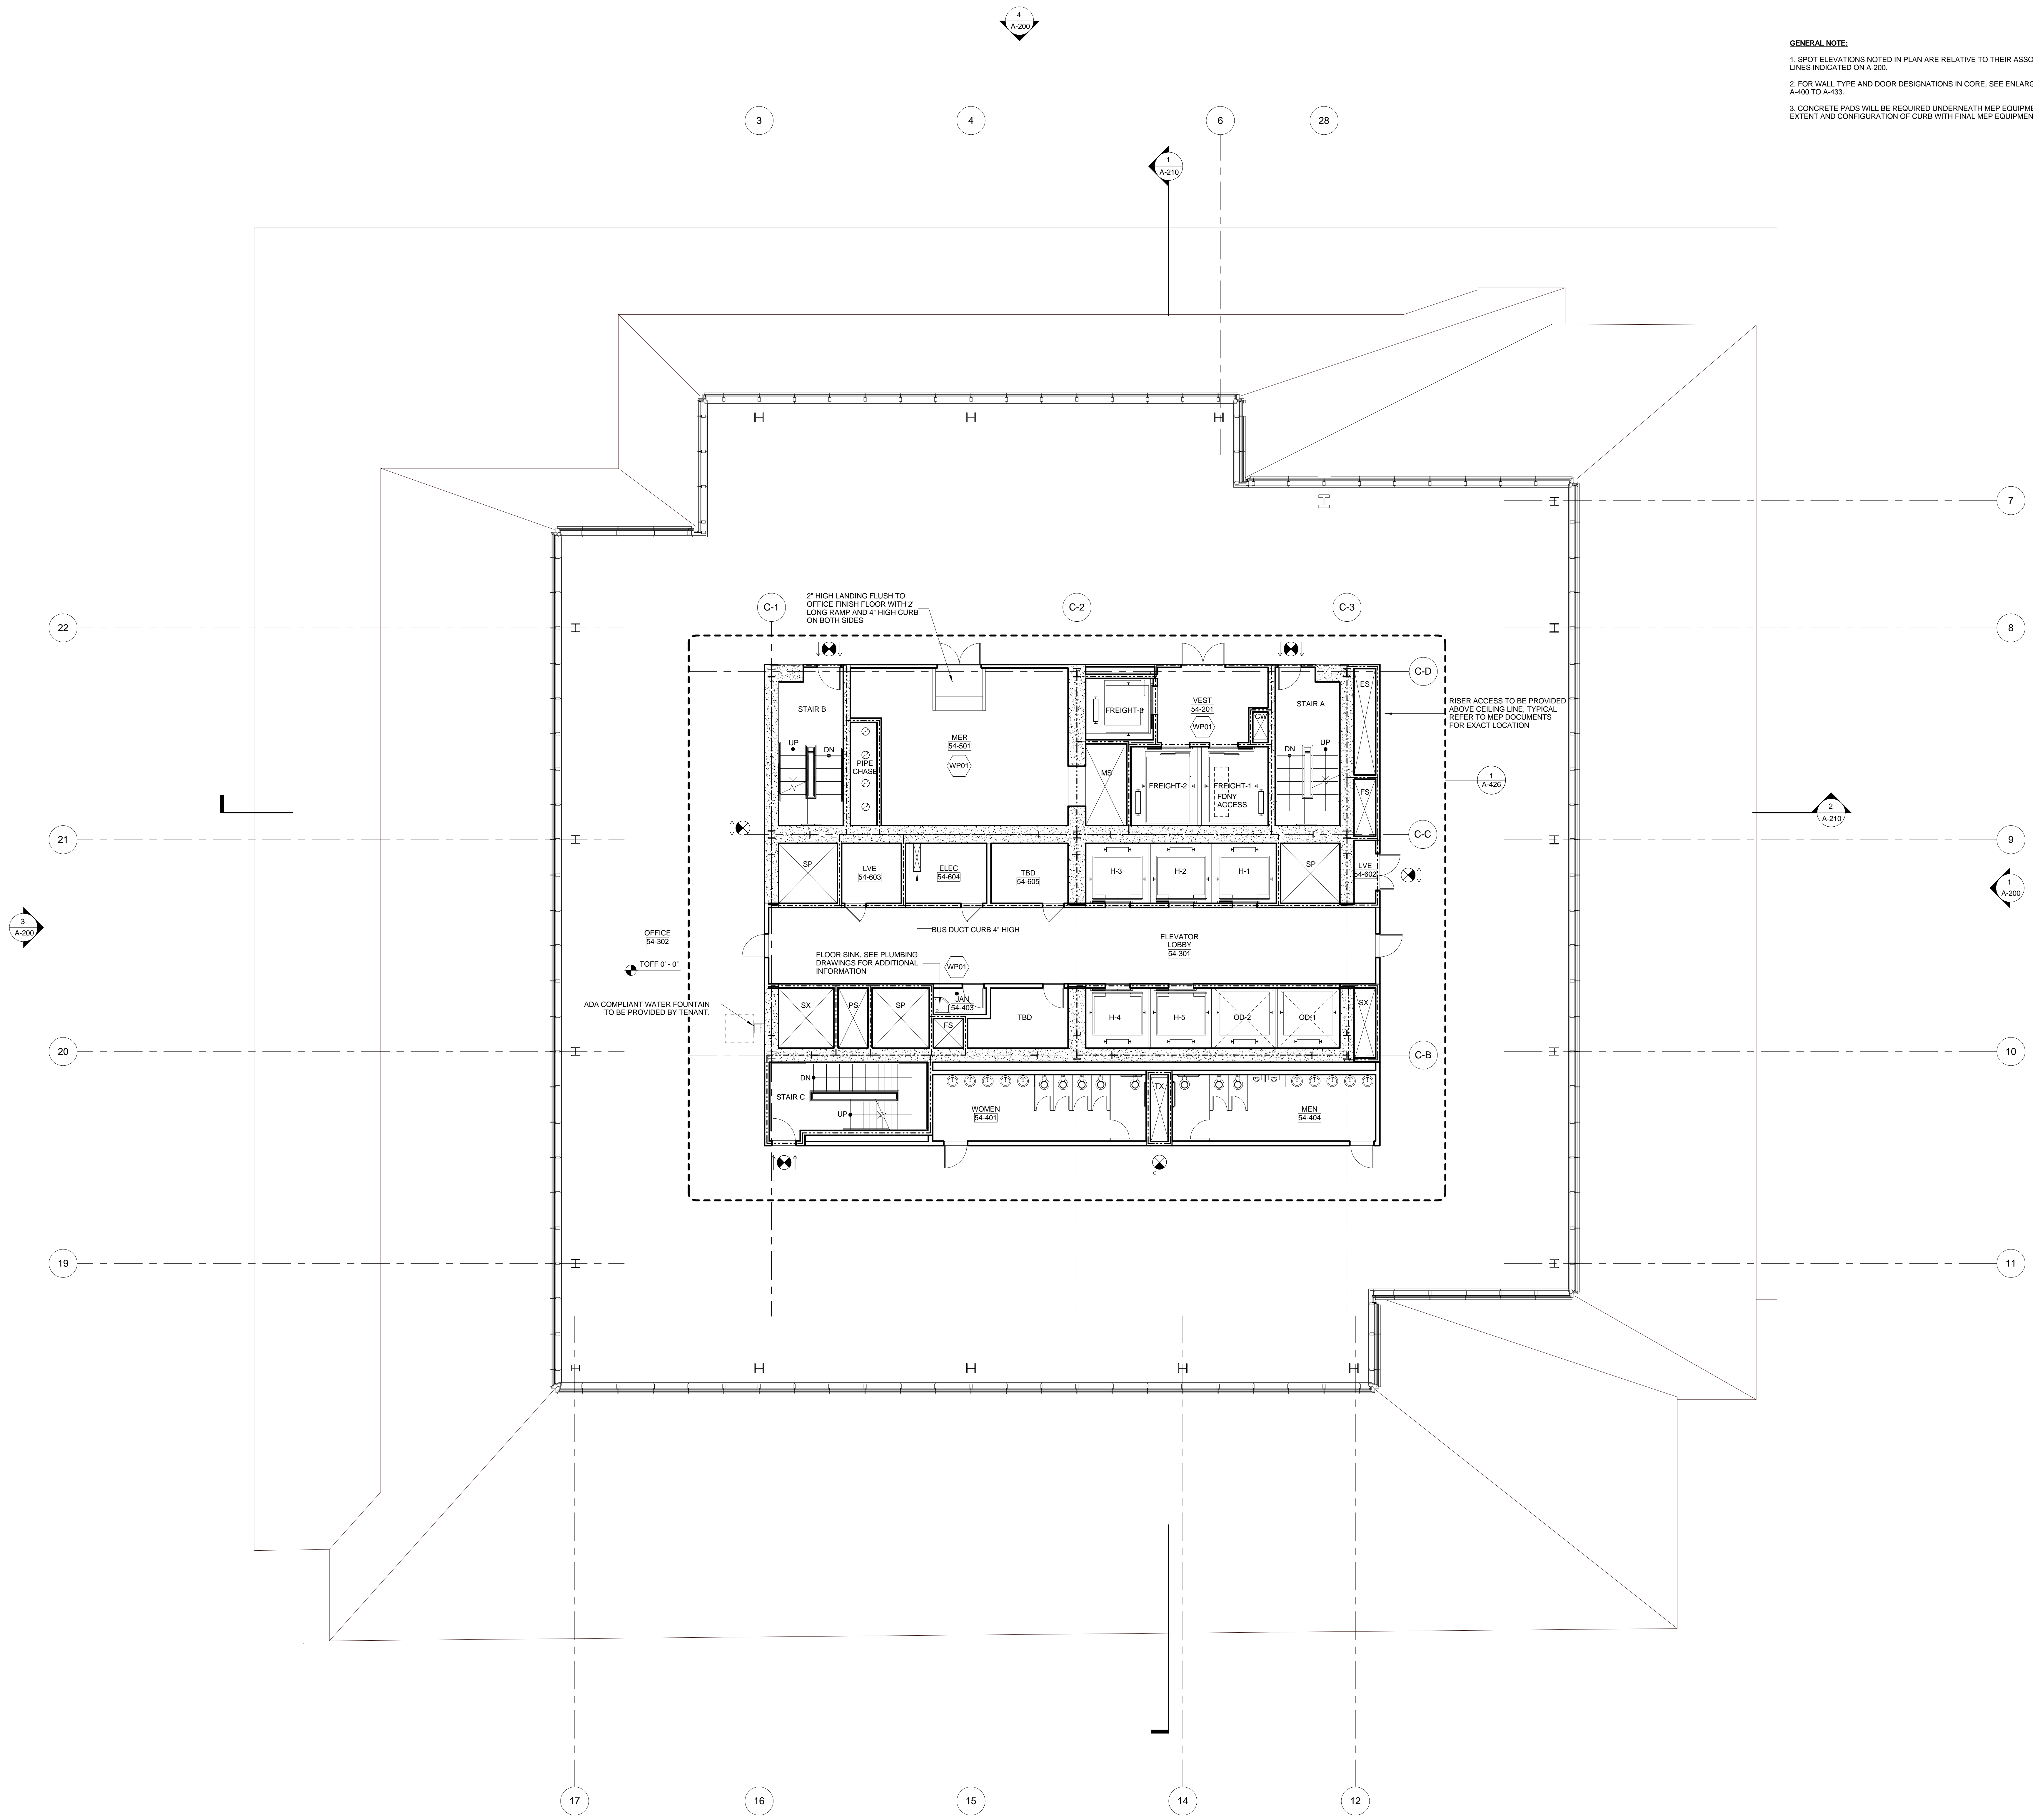 4
A-200
GENERAL NOTE:
1. SPOT ELEVATIONS NOTED IN PLAN ARE RELATIVE TO THEIR ASSO
LINES INDICATED ON A-200.
2. FOR WALL TYPE AND DOOR DESIGNATIONS IN CORE, SEE ENLARG
A-400 TO A-433.
3. CONCRETE PADS WILL BE REQUIRED UNDERNEATH MEP EQUIPME
EXTENT AND CONFIGURATION OF CURB WITH FINAL MEP EQUIPMEN
3
4
6
28
1
A-210
7
22
8
2" HIGH LANDING FLUSH TO
OFFICE FINISH FLOOR WITH 2'
LONG RAMP AND 4" HIGH CURB
ON BOTH SIDES
C-1
C-2
C-3
C-D
STAIR B
UP
DN
PIPE
CHASE
MER
54-501
WP01
FREIGHT-3
VEST
54-201
WP01
CW
STAIR A
DN
UP
ES
RISER ACCESS TO BE PROVIDED
ABOVE CEILING LINE, TYPICAL
REFER TO MEP DOCUMENTS
FOR EXACT LOCATION
MS
FREIGHT-2
FREIGHT-1
FDNY
ACCESS
FS
1
A-426
2
A-210
21
C-C
9
SP
LVE
54-603
ELEC
54-604
TBD
54-605
H-3
H-2
H-1
SP
LVE
54-602
1
A-200
3
A-200
OFFICE
54-302
TOFF 0' - 0"
BUS DUCT CURB 4" HIGH
FLOOR SINK, SEE PLUMBING
DRAWINGS FOR ADDITIONAL
INFORMATION
WP01
ELEVATOR
LOBBY
54-301
ADA COMPLIANT WATER FOUNTAIN
TO BE PROVIDED BY TENANT.
SX
PS
SP
JAN
54-403
FS
TBD
H-4
H-5
OD-2
OD-1
SX
20
C-B
10
DN
STAIR C
UP
WOMEN
54-401
TX
MEN
54-404
19
11
17
16
15
14
12